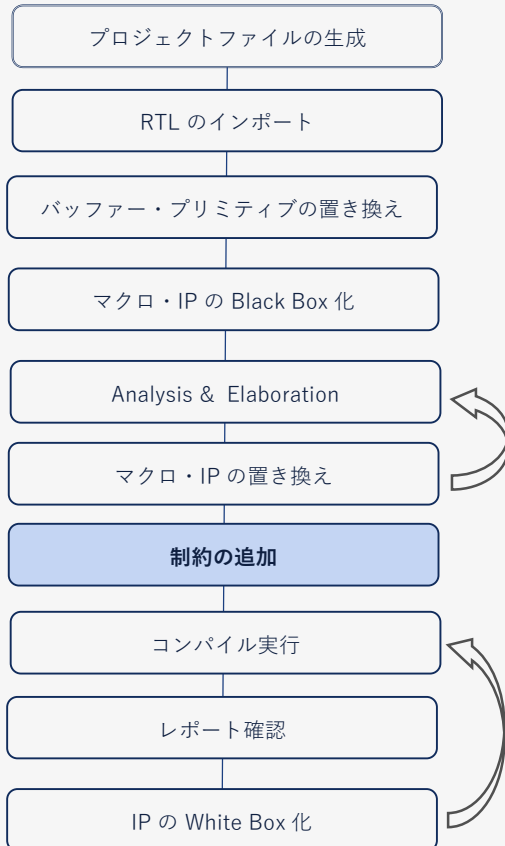 プロジェクトファイルの生成
RTL のインポート
バッファー・プリミティブの置き換え
マクロ・IP の Black Box 化
Analysis & Elaboration
マクロ・IP の置き換え
制約の追加
コンパイル実行
レポート確認
IP の White Box 化